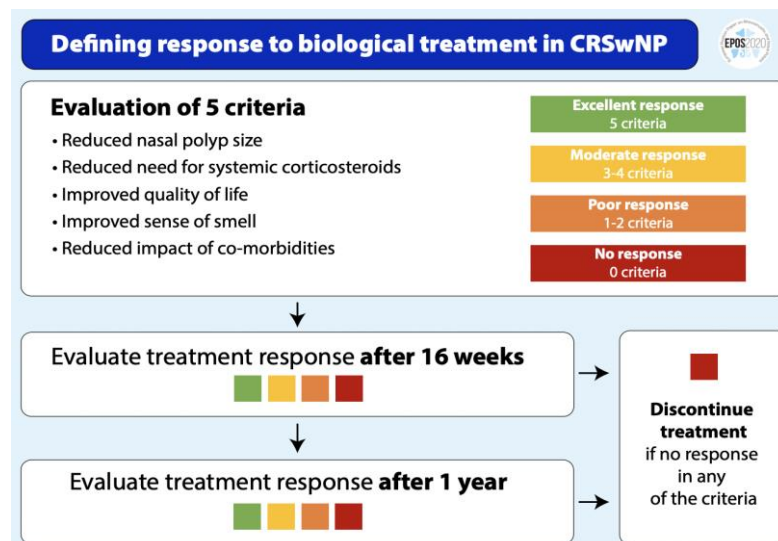 Defining response to biological treatment in CRSwNP
EPOS2020
Evaluation of 5 criteria
• Reduced nasal polyp size
• Reduced need for systemic corticosteroids
• Improved quality of life
• Improved sense of smell
• Reduced impact of co-morbidities
Excellent response
5 criteria
Moderate response
3-4 criteria
Poor response
1-2 criteria
No response
0 criteria
Evaluate treatment response after 16 weeks
Evaluate treatment response after 1 year
Discontinue
treatment
if no response
in any
of the criteria